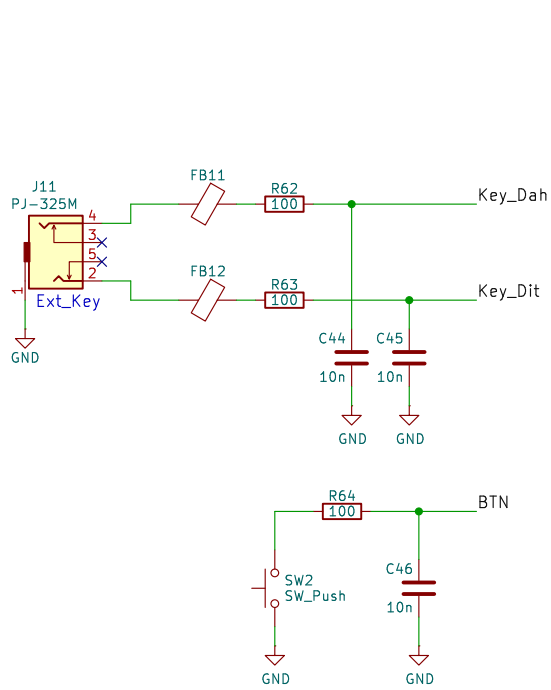 FB11
J11
PJ-325M
R62
100
Key_Dah
4
3
5
2
1
Ext_Key
FB12
R63
100
Key_Dit
GND
C44
10n
C45
10n
GND
GND
R64
100
BTN
SW2
SW_Push
C46
10n
GND
GND